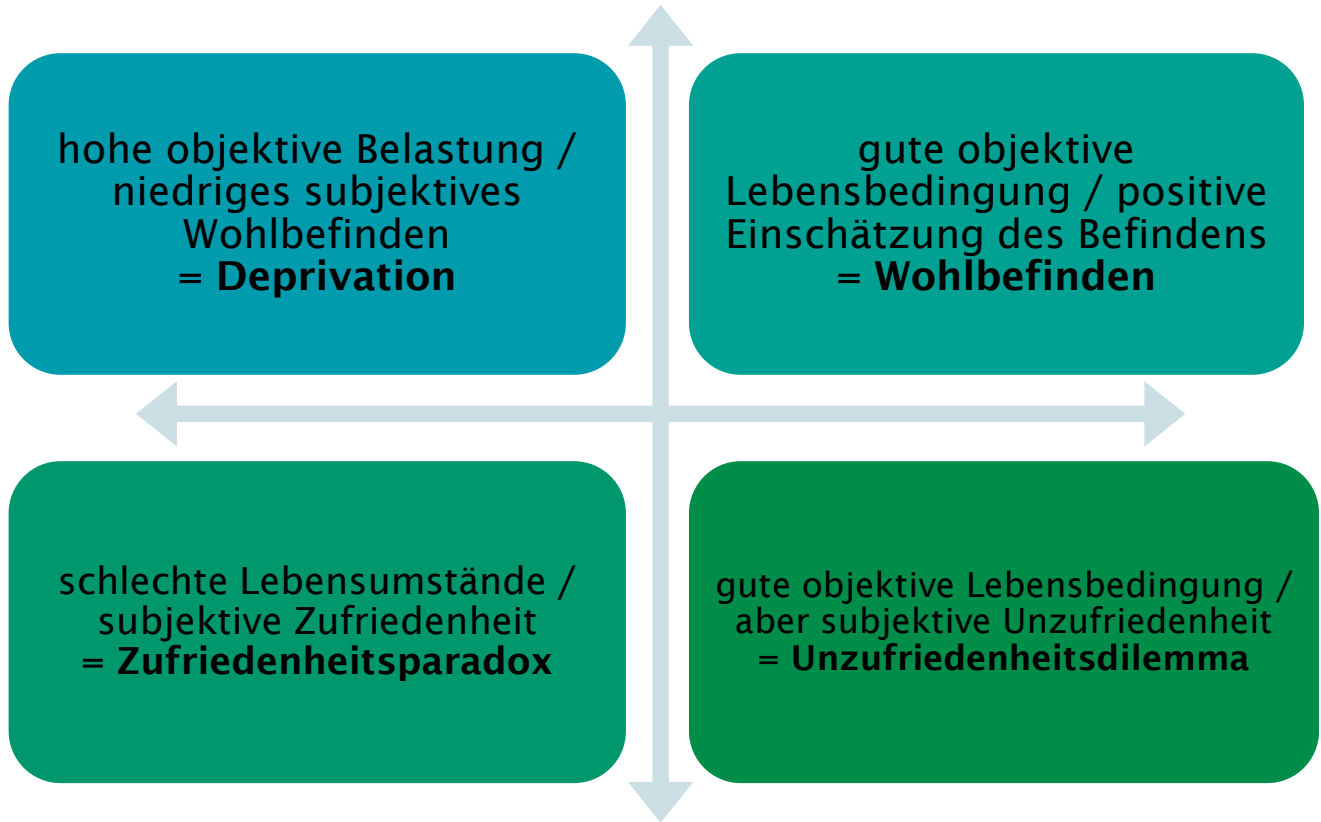 hohe objektive Belastung /
niedriges subjektives
Wohlbefinden
= Deprivation
gute objektive
Lebensbedingung / positive
Einschätzung des Befindens
= Wohlbefinden
schlechte Lebensumstände /
subjektive Zufriedenheit
= Zufriedenheitsparadox
gute objektive Lebensbedingung /
aber subjektive Unzufriedenheit
= Unzufriedenheitsdilemma